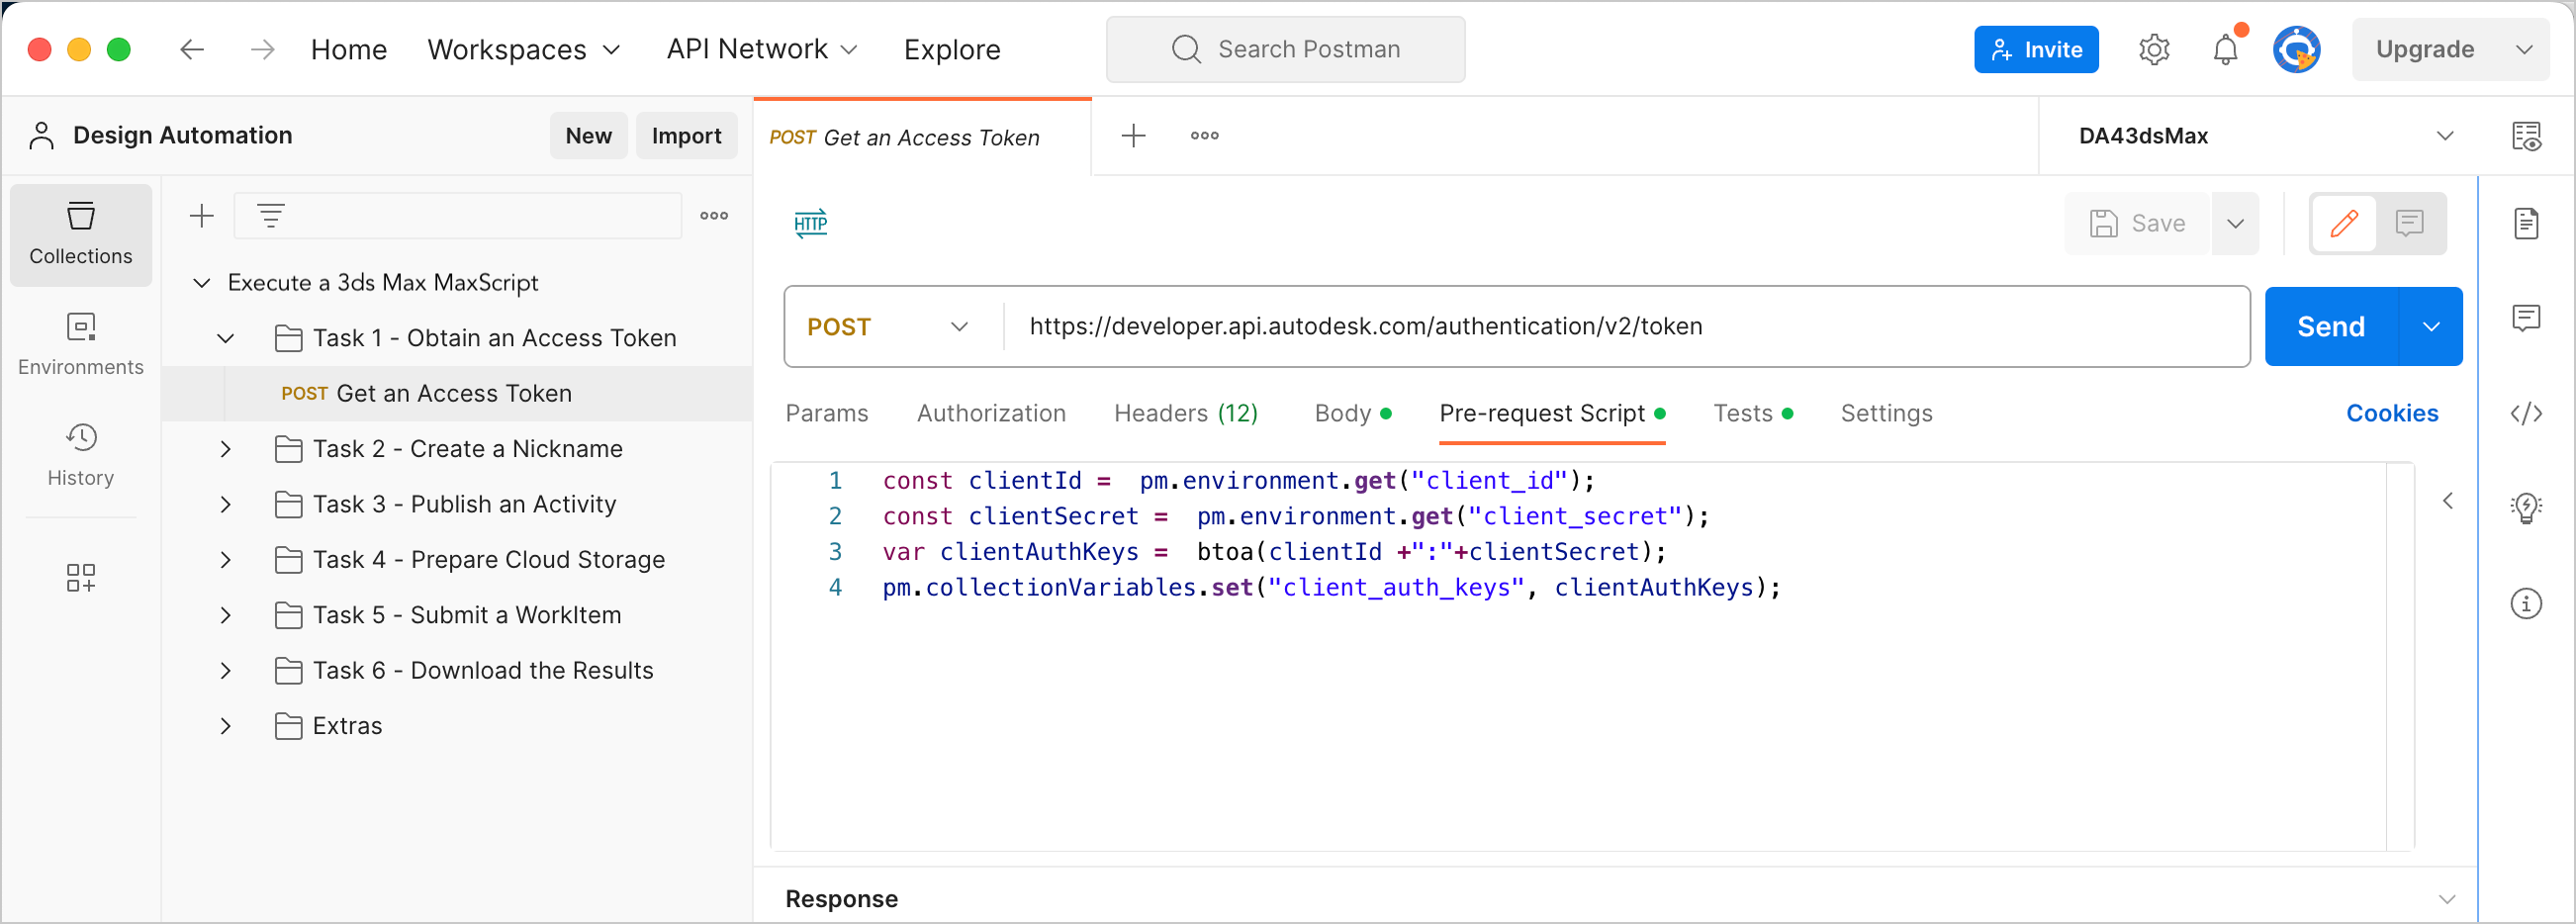 Home Workspaces API Network Explore Search Postman Invite Upgrade
Design Automation New Import
POST Get an Access Token
DA43dsMax
Collections
Environments
History
Execute a 3ds Max MaxScript
Task 1 - Obtain an Access Token
POST Get an Access Token
Task 2 - Create a Nickname
Task 3 - Publish an Activity
Task 4 - Prepare Cloud Storage
Task 5 - Submit a WorkItem
Task 6 - Download the Results
Extras
HTTP
Save
POST https://developer.api.autodesk.com/authentication/v2/token Send
Params Authorization Headers (12) Body Pre-request Script Tests Settings Cookies
1 const clientId =  pm.environment.get("client_id");
2 const clientSecret =  pm.environment.get("client_secret");
3 var clientAuthKeys =  btoa(clientId +":"+clientSecret);
4 pm.collectionVariables.set("client_auth_keys", clientAuthKeys);
Response